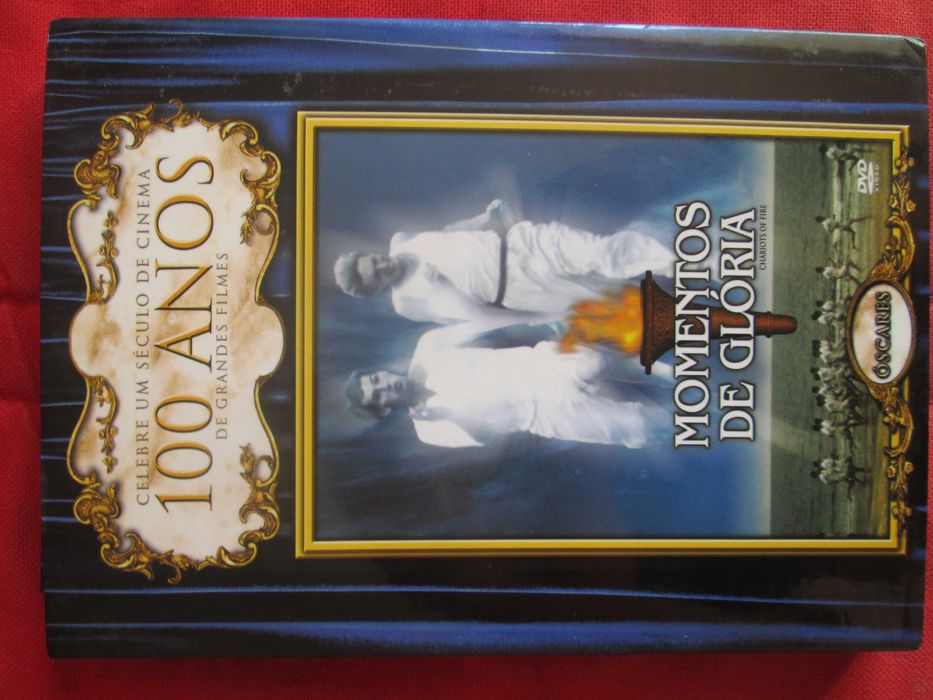 CELEBRE UM SÉCULO DE CINEMA
100 ANOS
DE GRANDES FILMES
MOMENTOS
DE GLÓRIA
CHARIOTS OF FIRE
DVD
VIDEO
ÓSCARES